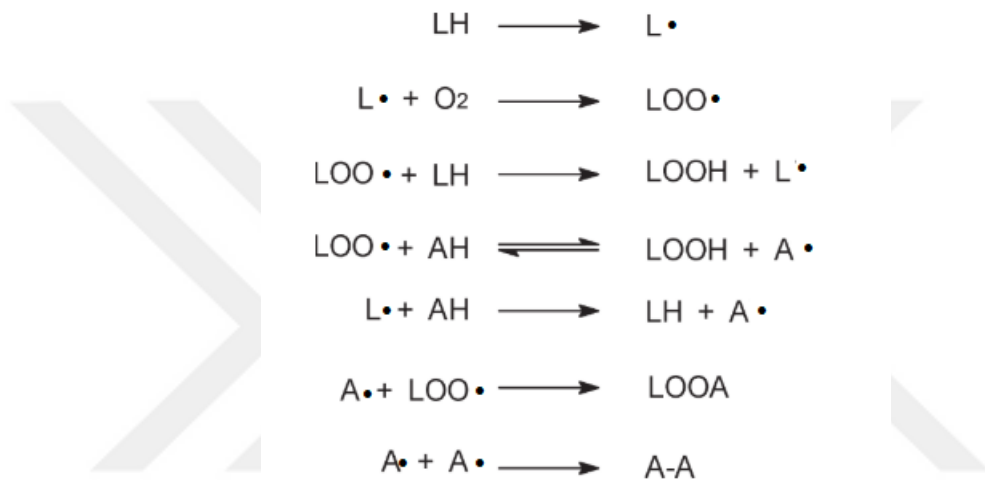 LH ⟶ L•
L• + O2 ⟶ LOO•
LOO• + LH ⟶ LOOH + L•
LOO• + AH ⇌ LOOH + A•
L• + AH ⟶ LH + A•
A• + LOO• ⟶ LOOA
A• + A• ⟶ A-A